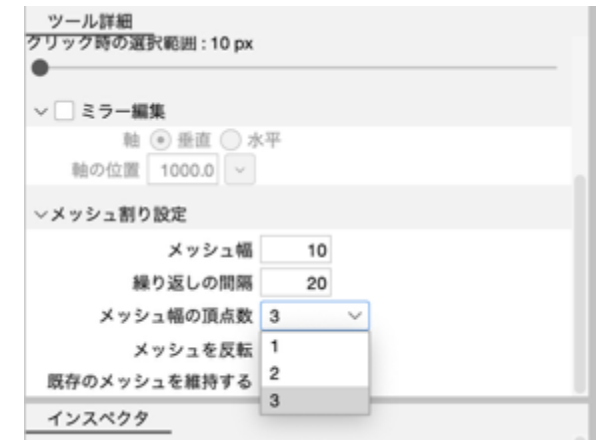 ツール詳細
クリック時の選択範囲 : 10 px
ミラー編集
軸 垂直 水平
軸の位置 1000.0
メッシュ割り設定
メッシュ幅 10
繰り返しの間隔 20
メッシュ幅の頂点数 3
メッシュを反転 1
2
既存のメッシュを維持する
3
インスペクタ